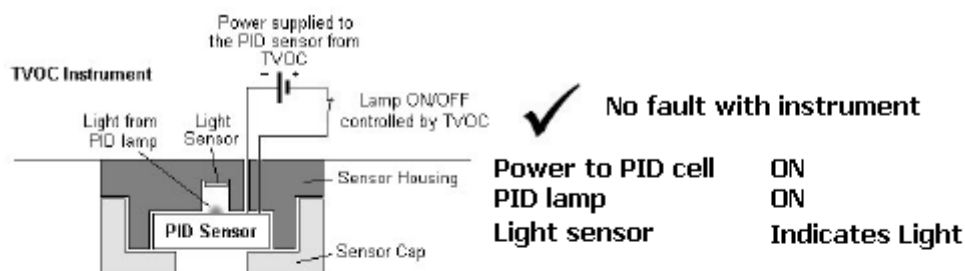 Power supplied to
the PID sensor from
TVOC
TVOC Instrument
- +
Lamp ON/OFF
controlled by TVOC
Light from
PID lamp
Light
Sensor
Sensor Housing
PID Sensor
Sensor Cap
No fault with instrument
Power to PID cell ON
PID lamp ON
Light sensor Indicates Light